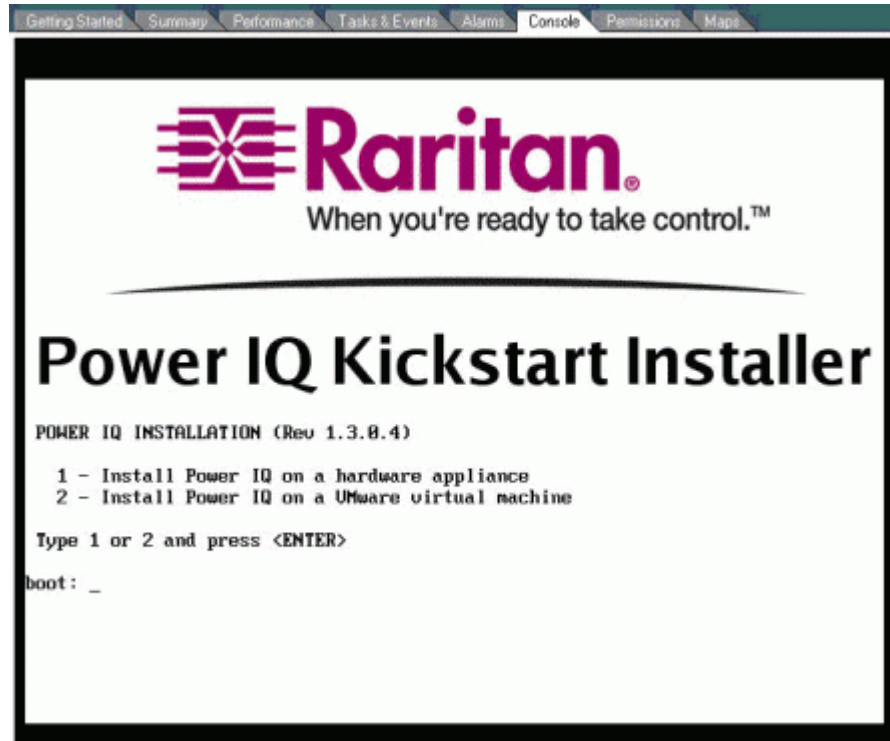 Getting Started Summary Performance Tasks & Events Alarms Console Permissions Maps
Raritan.®
When you're ready to take control.™
Power IQ Kickstart Installer
POWER IQ INSTALLATION (Rev 1.3.0.4)
1 - Install Power IQ on a hardware appliance
2 - Install Power IQ on a VMware virtual machine
Type 1 or 2 and press <ENTER>
boot: _